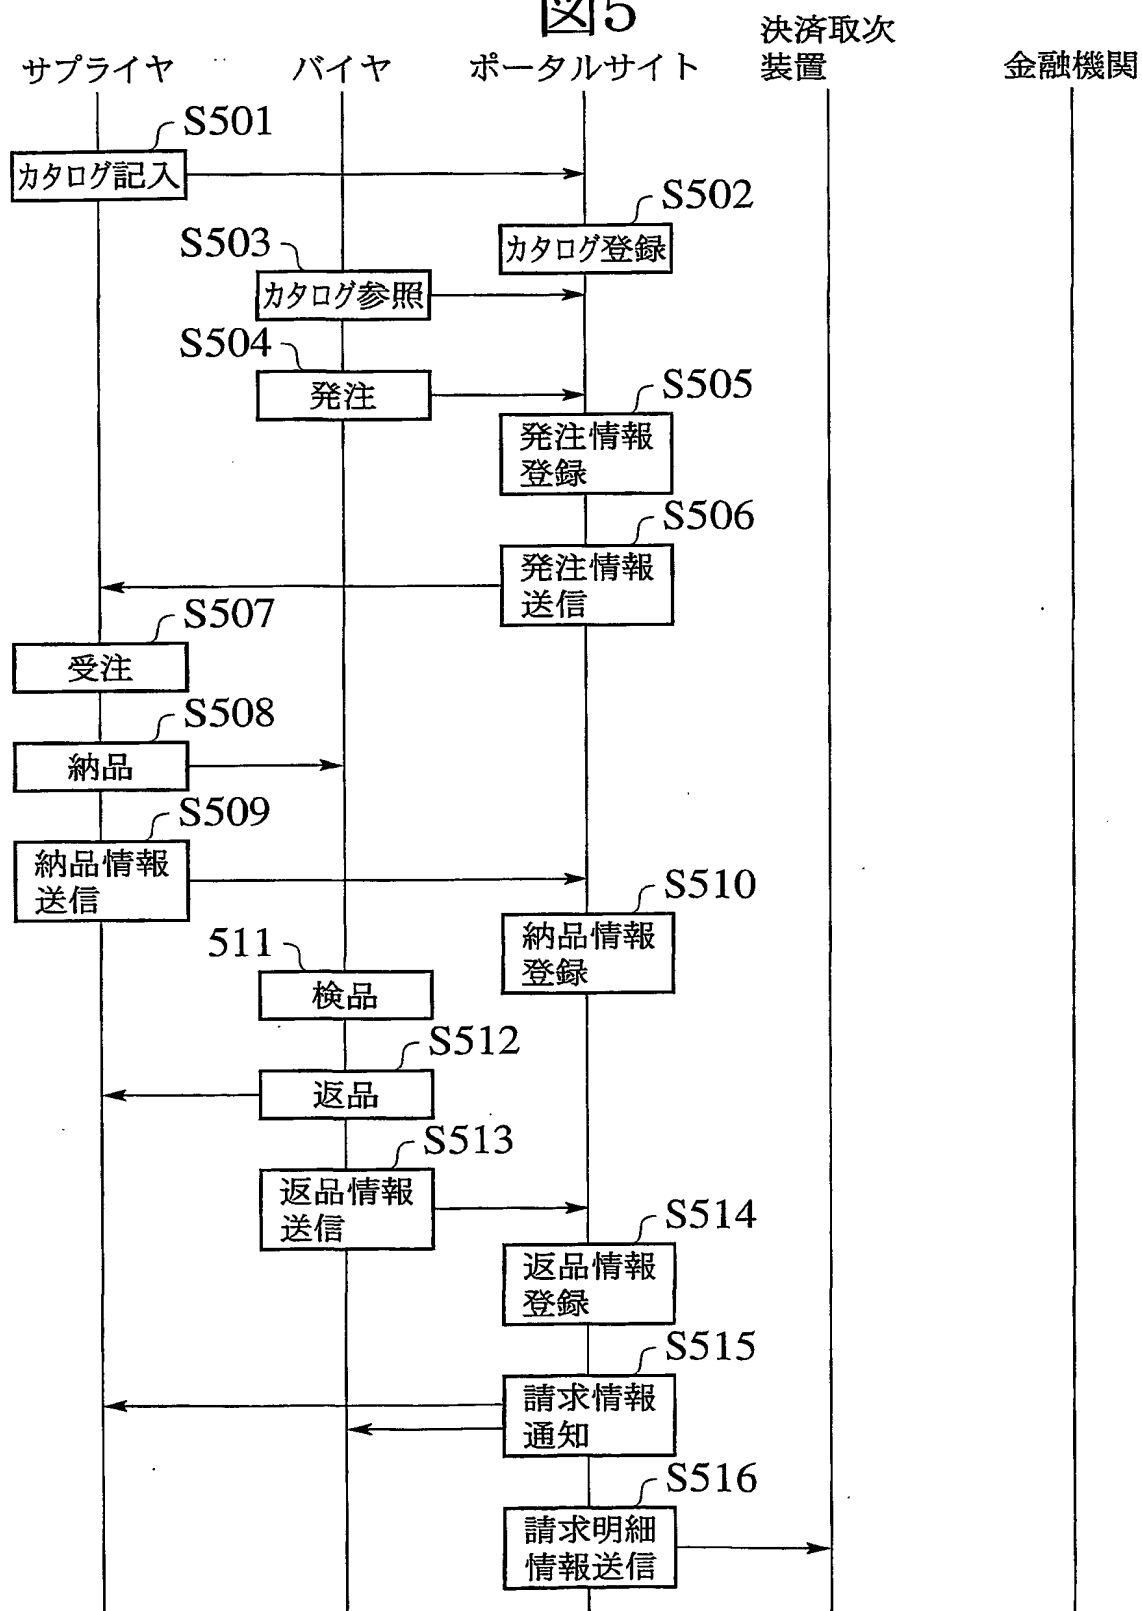 図5
サプライヤ
バイヤ
ポータルサイト
決済取次
装置
金融機関
S501
カタログ記入
S502
カタログ登録
S503
カタログ参照
S504
発注
S505
発注情報
登録
S506
発注情報
送信
S507
受注
S508
納品
S509
納品情報
送信
S510
納品情報
登録
511
検品
S512
返品
S513
返品情報
送信
S514
返品情報
登録
S515
請求情報
通知
S516
請求明細
情報送信